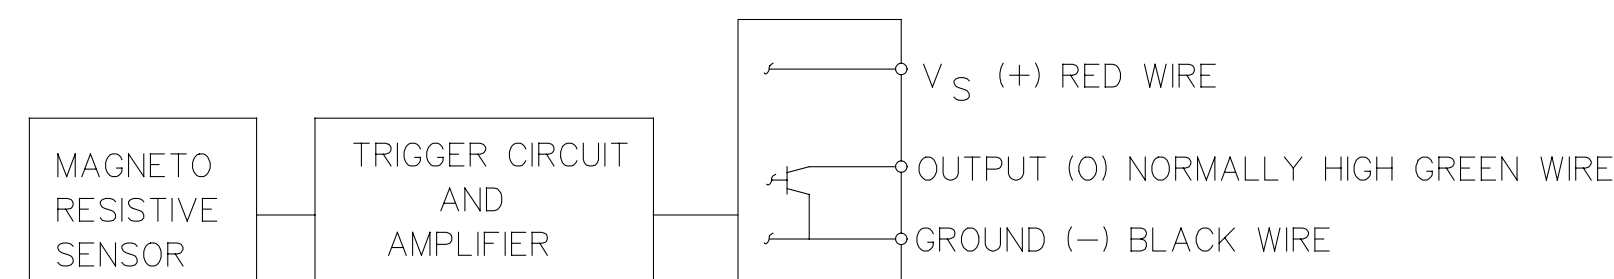 V S (+) RED WIRE
MAGNETO
RESISTIVE
SENSOR
TRIGGER CIRCUIT
AND
AMPLIFIER
OUTPUT (O) NORMALLY HIGH GREEN WIRE
GROUND (−) BLACK WIRE